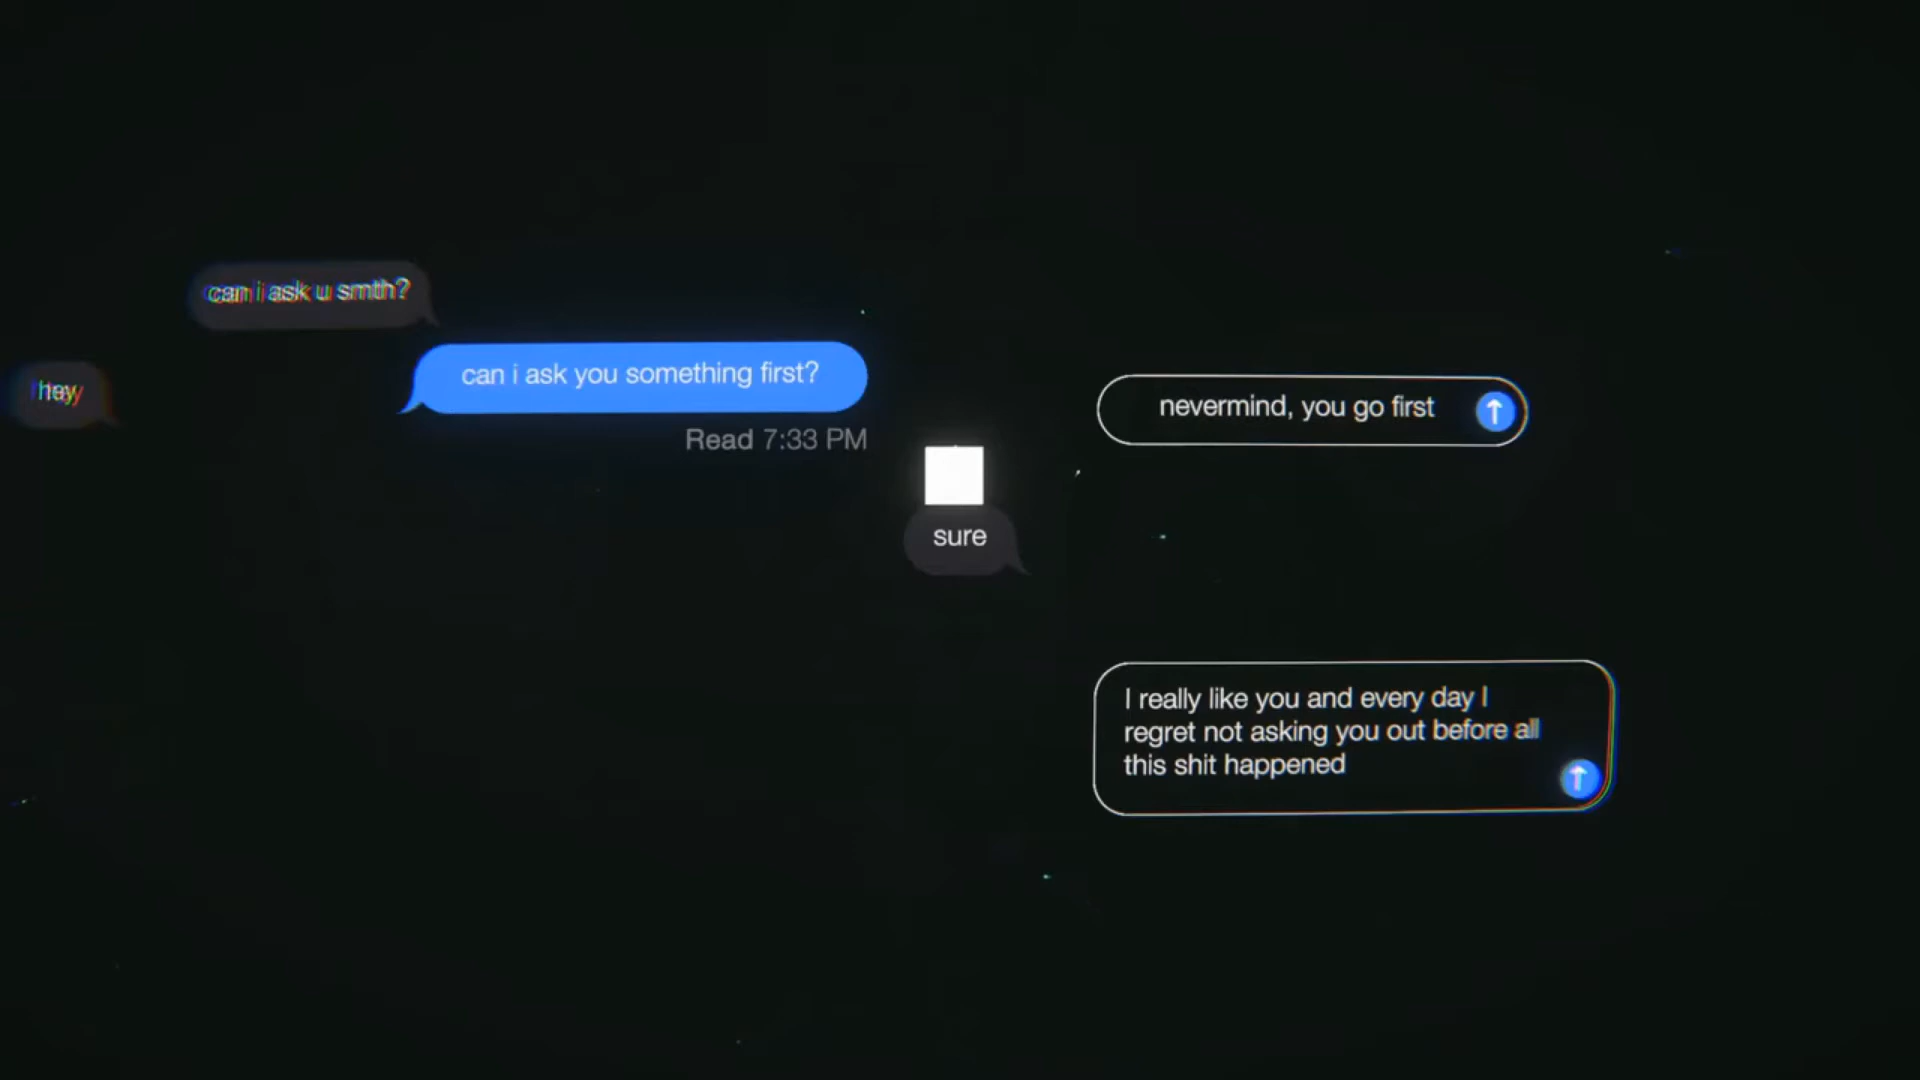 hey
can i ask u smth?
can i ask you something first?
Read 7:33 PM
sure
nevermind, you go first
I really like you and every day I
regret not asking you out before all
this shit happened